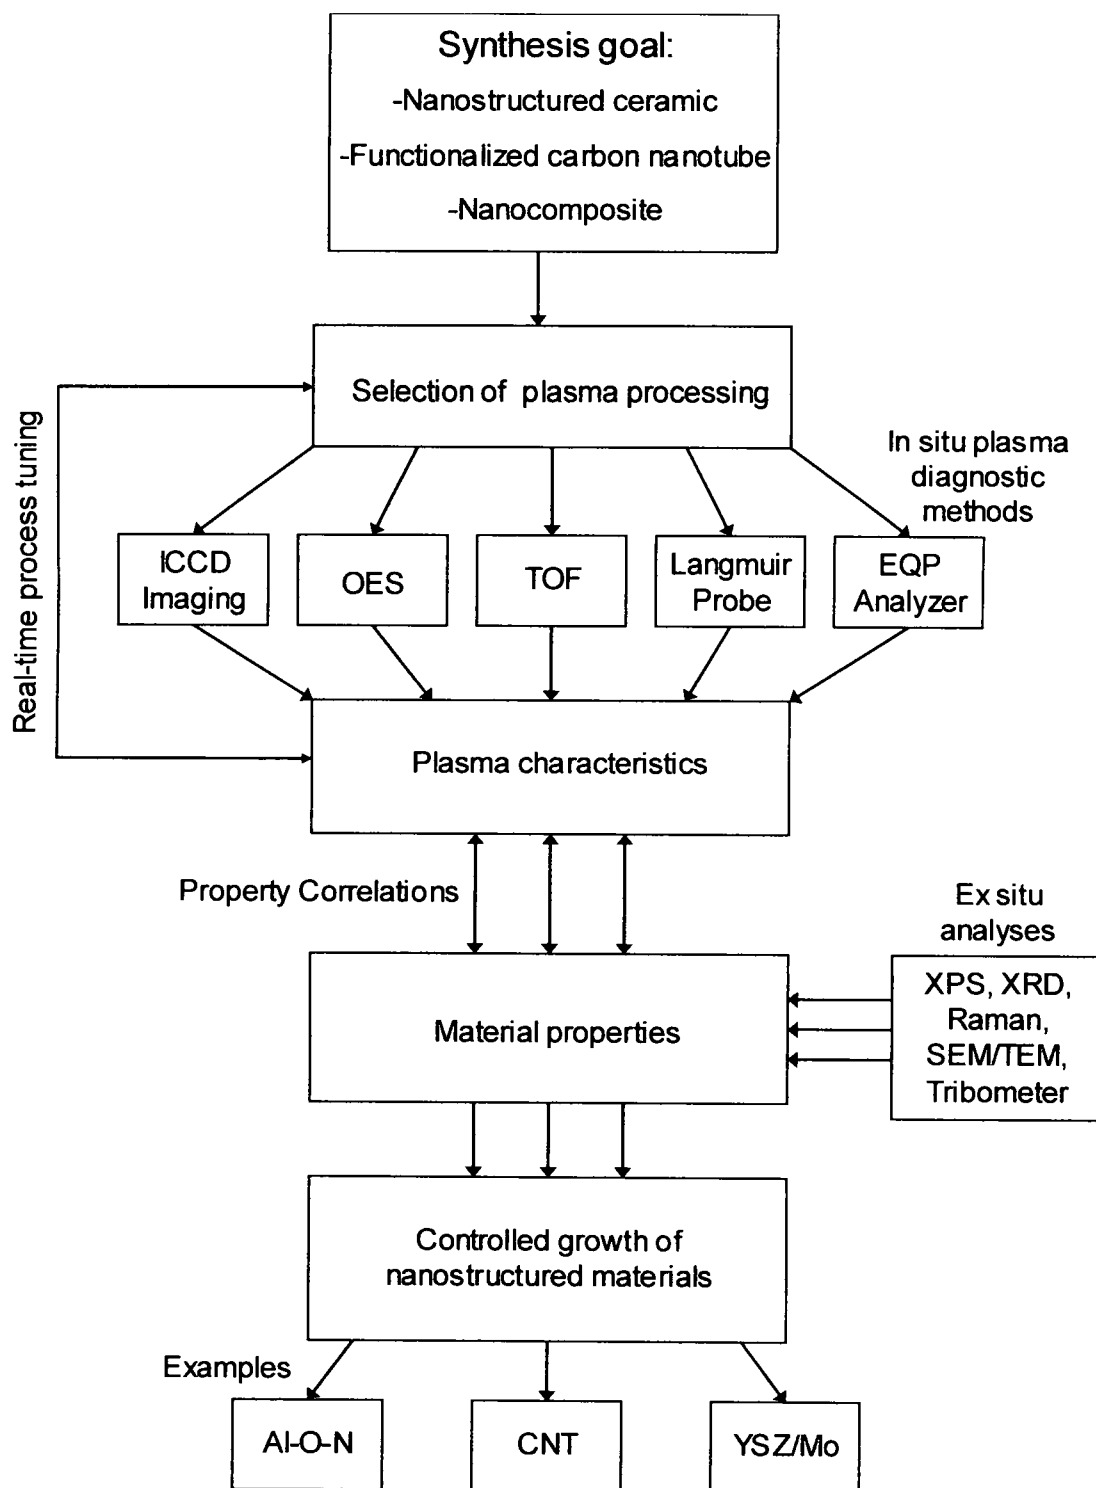 Synthesis goal:
-Nanostructured ceramic
-Functionalized carbon nanotube
-Nanocomposite
Selection of plasma processing
Real-time process tuning
In situ plasma
diagnostic
methods
ICCD
Imaging
OES
TOF
Langmuir
Probe
EQP
Analyzer
Plasma characteristics
Property Correlations
Ex situ
analyses
XPS, XRD,
Raman,
SEM/TEM,
Tribometer
Material properties
Controlled growth of
nanostructured materials
Examples
Al-O-N
CNT
YSZ/Mo